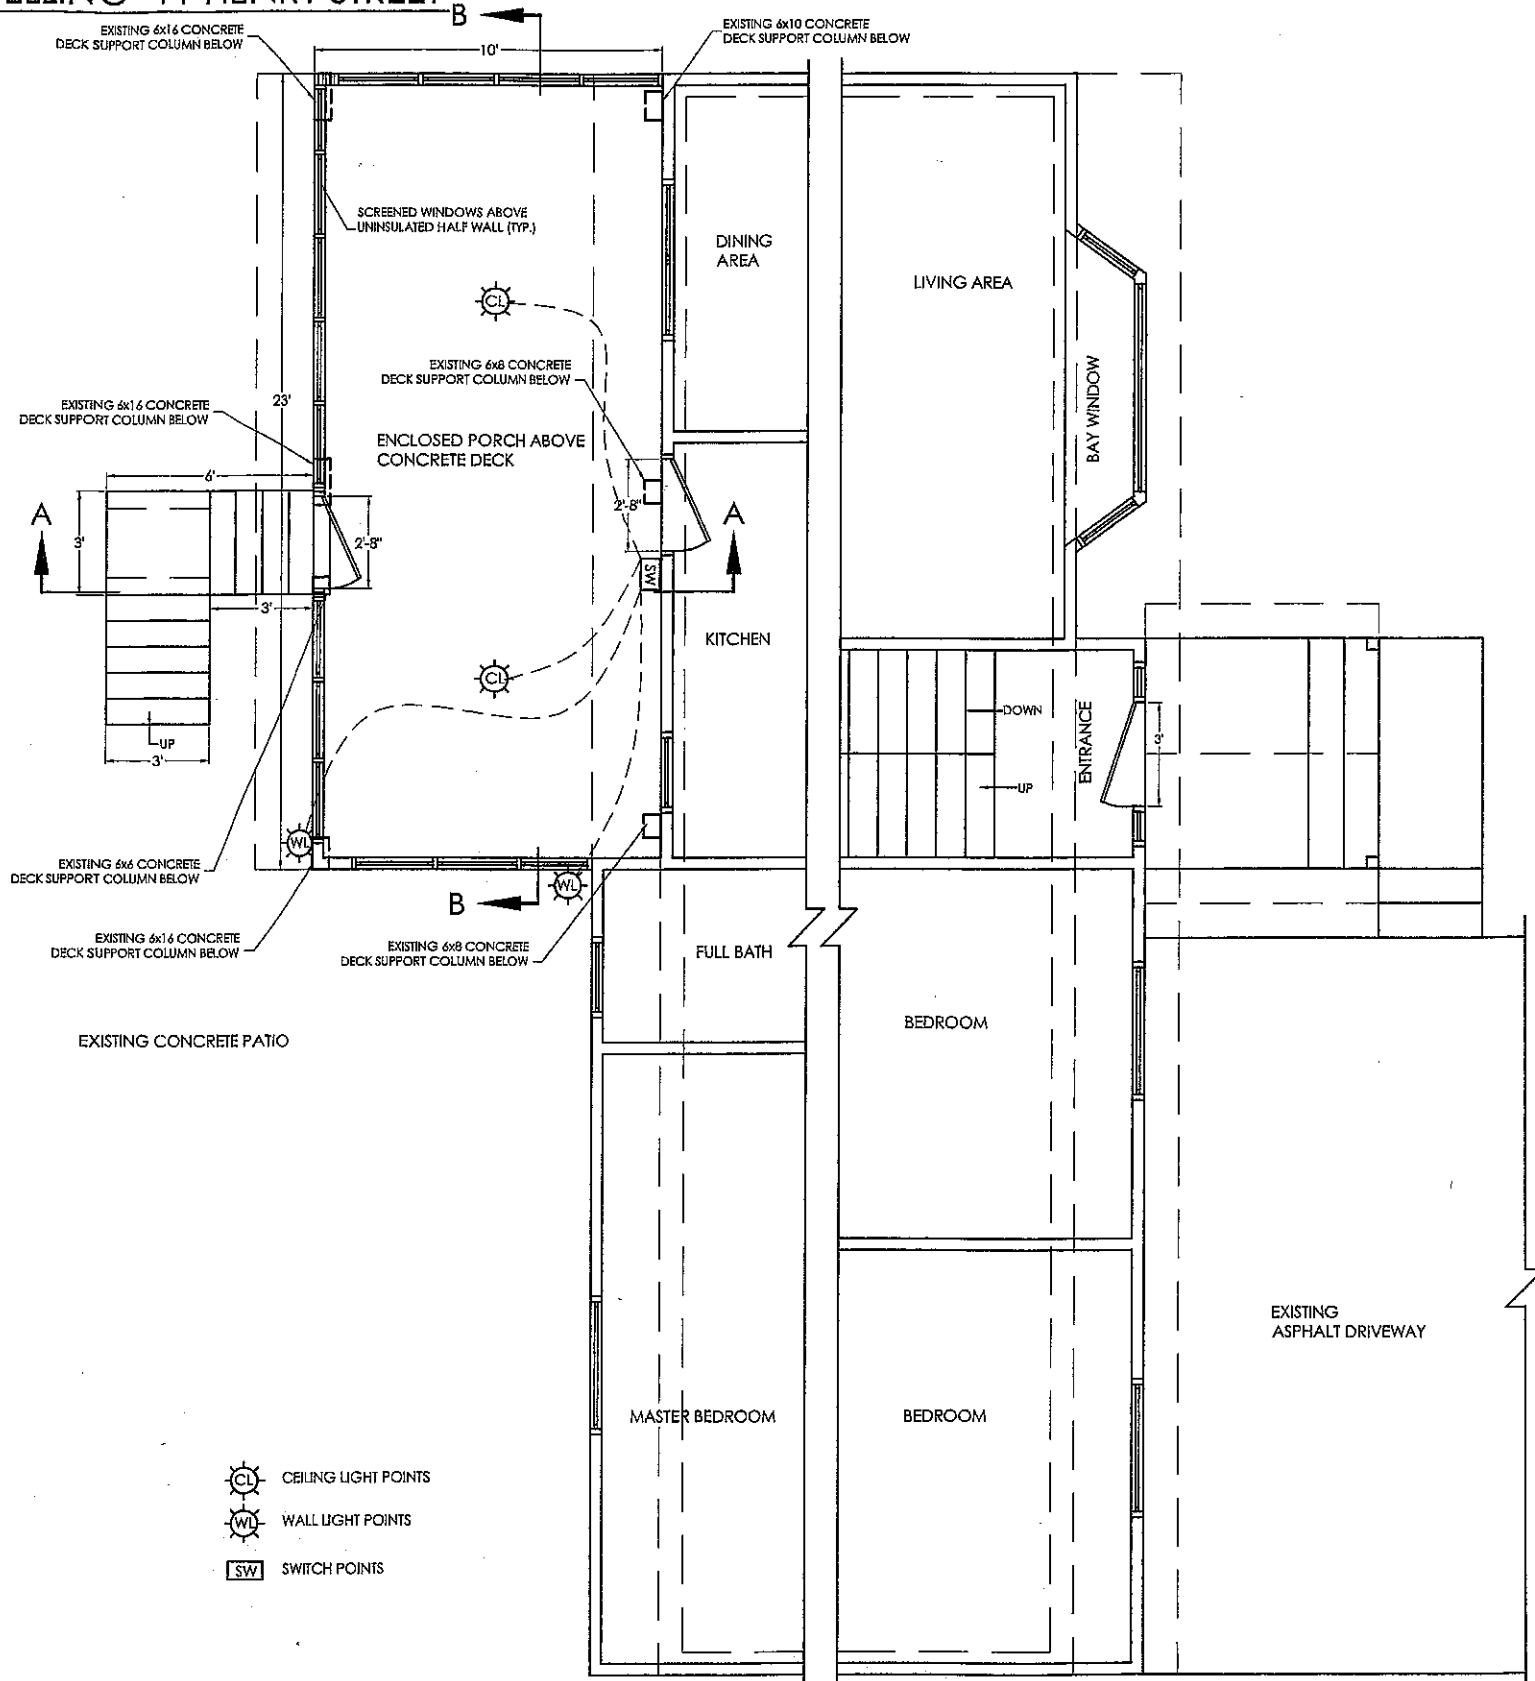 B
EXISTING 6x16 CONCRETE
DECK SUPPORT COLUMN BELOW
EXISTING 6x10 CONCRETE
DECK SUPPORT COLUMN BELOW
10'
SCREENED WINDOWS ABOVE
UNINSULATED HALF WALL (TYP.)
DINING
AREA
LIVING AREA
CL
EXISTING 6x8 CONCRETE
DECK SUPPORT COLUMN BELOW
BAY WINDOW
EXISTING 6x16 CONCRETE
DECK SUPPORT COLUMN BELOW
23'
ENCLOSED PORCH ABOVE
CONCRETE DECK
6'
A
3'
2'-8"
2'-8"
A
SW
3'
KITCHEN
CL
UP
3'
DOWN
UP
ENTRANCE
3'
WL
EXISTING 6x6 CONCRETE
DECK SUPPORT COLUMN BELOW
WL
B
EXISTING 6x16 CONCRETE
DECK SUPPORT COLUMN BELOW
EXISTING 6x8 CONCRETE
DECK SUPPORT COLUMN BELOW
FULL BATH
BEDROOM
EXISTING CONCRETE PATIO
EXISTING
ASPHALT DRIVEWAY
MASTER BEDROOM
BEDROOM
CL CEILING LIGHT POINTS
WL WALL LIGHT POINTS
SW SWITCH POINTS